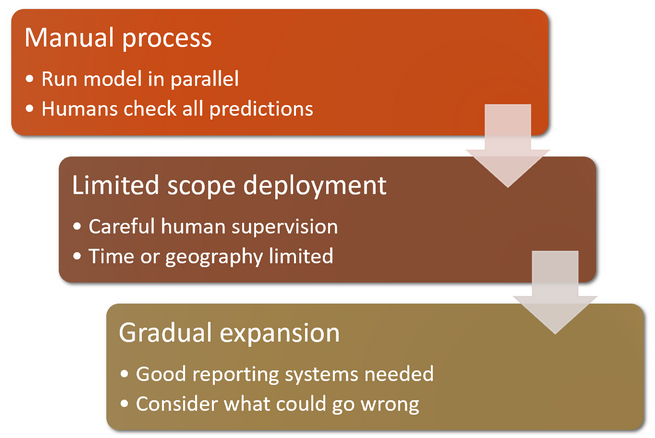 Manual process
• Run model in parallel
• Humans check all predictions
Limited scope deployment
• Careful human supervision
• Time or geography limited
Gradual expansion
• Good reporting systems needed
• Consider what could go wrong